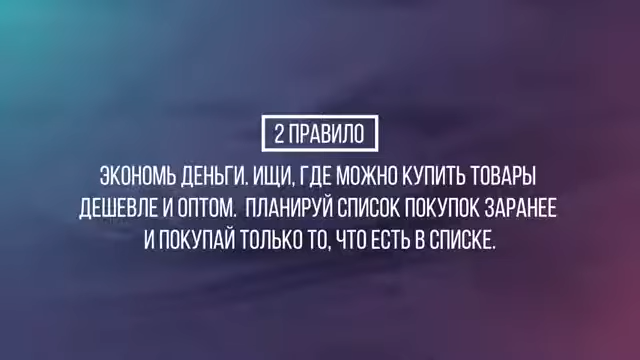 2 ПРАВИЛО
ЭКОНОМЬ ДЕНЬГИ. ИЩИ, ГДЕ МОЖНО КУПИТЬ ТОВАРЫ
ДЕШЕВЛЕ И ОПТОМ. ПЛАНИРУЙ СПИСОК ПОКУПОК ЗАРАНЕЕ
И ПОКУПАЙ ТОЛЬКО ТО, ЧТО ЕСТЬ В СПИСКЕ.